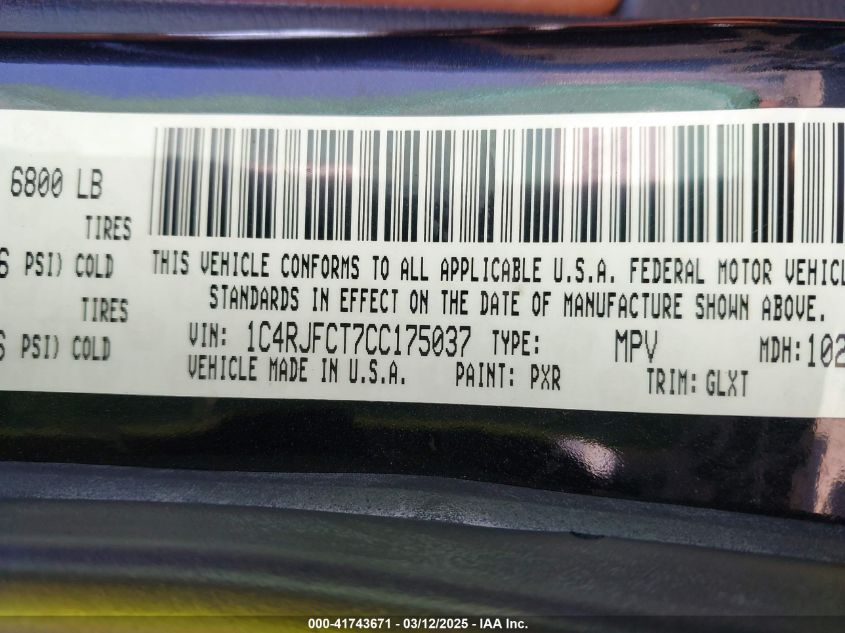 6800 LB
TIRES
6 PSI) COLD
THIS VEHICLE CONFORMS TO ALL APPLICABLE U.S.A. FEDERAL MOTOR VEHICL
TIRES
STANDARDS IN EFFECT ON THE DATE OF MANUFACTURE SHOWN ABOVE.
6 PSI) COLD
VIN: 1C4RJFCT7CC175037 TYPE: MPV MDH:102
VEHICLE MADE IN U.S.A. PAINT: PXR TRIM: GLXT
000-41743671 - 03/12/2025 - IAA Inc.